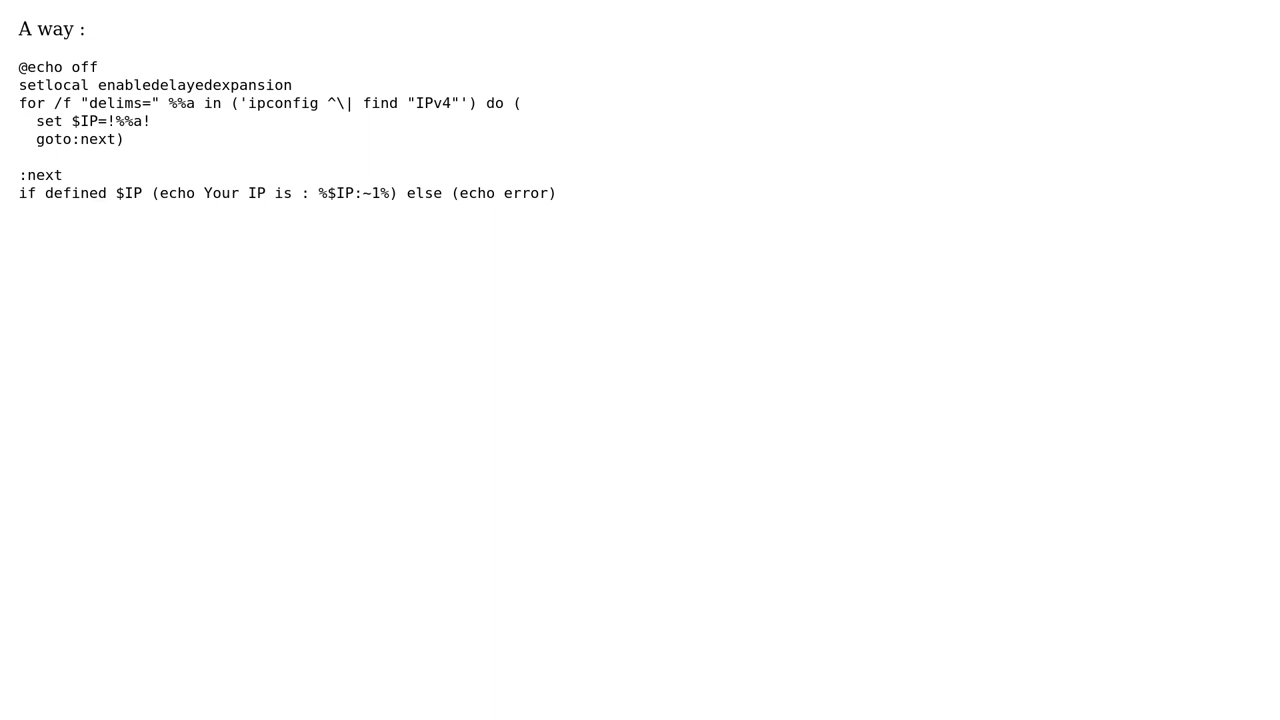 A way :
@echo off
setlocal enabledelayedexpansion
for /f "delims=" %%a in ('ipconfig ^\| find "IPv4"') do (
  set $IP=!%%a!
  goto:next)

:next
if defined $IP (echo Your IP is : %$IP:~1%) else (echo error)